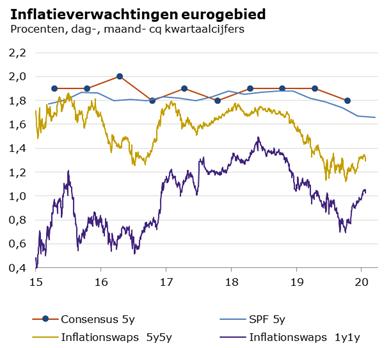 Inflatieverwachtingen eurogebied
Procenten, dag-, maand- cq kwartaalcijfers
2,2
2,0
1,8
1,6
1,4
1,2
1,0
0,8
0,6
0,4
15 16 17 18 19 20
Consensus 5y SPF 5y
Inflationswaps 5y5y Inflationswaps 1y1y